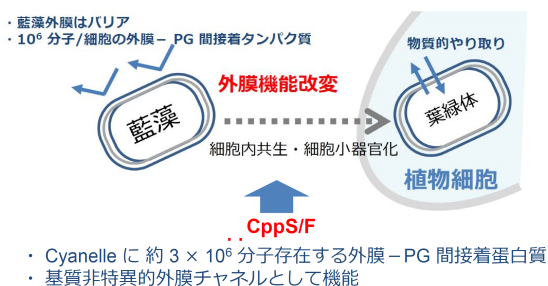 ・ 藍藻外膜はバリア
・ 10⁶ 分子/細胞の外膜－ PG 間接着タンパク質
物質的やり取り
外膜機能改変
藍藻
葉緑体
細胞内共生・細胞小器官化
植物細胞
CppS/F
・ Cyanelle に 約 3 × 10⁶ 分子存在する外膜－PG 間接着蛋白質
・ 基質非特異的外膜チャネルとして機能